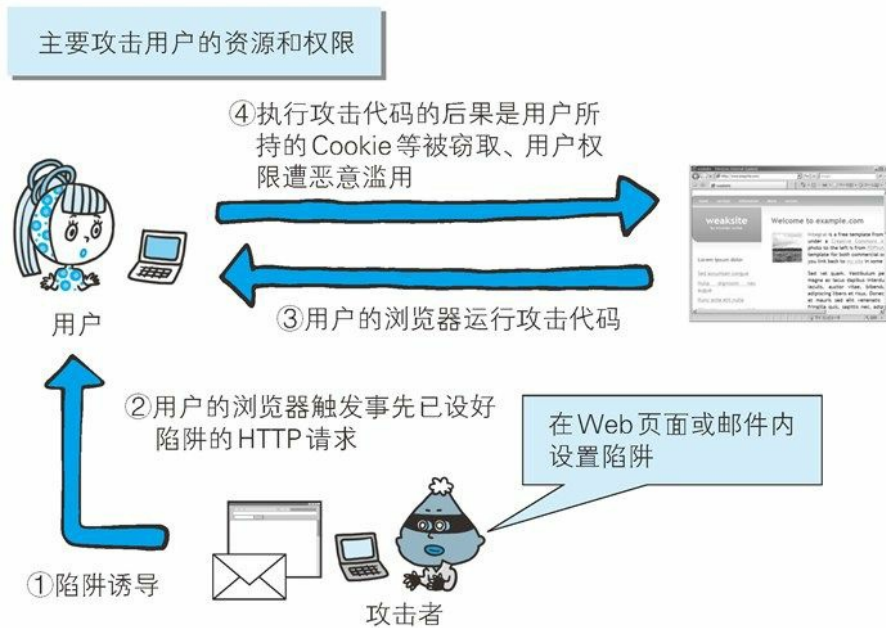 主要攻击用户的资源和权限
④执行攻击代码的后果是用户所
持的Cookie等被窃取、用户权
限遭恶意滥用
weaksite
Welcome to example.com
Lorem ipsum dolor
③用户的浏览器运行攻击代码
用户
②用户的浏览器触发事先已设好
陷阱的HTTP请求
在Web页面或邮件内
设置陷阱
①陷阱诱导
攻击者